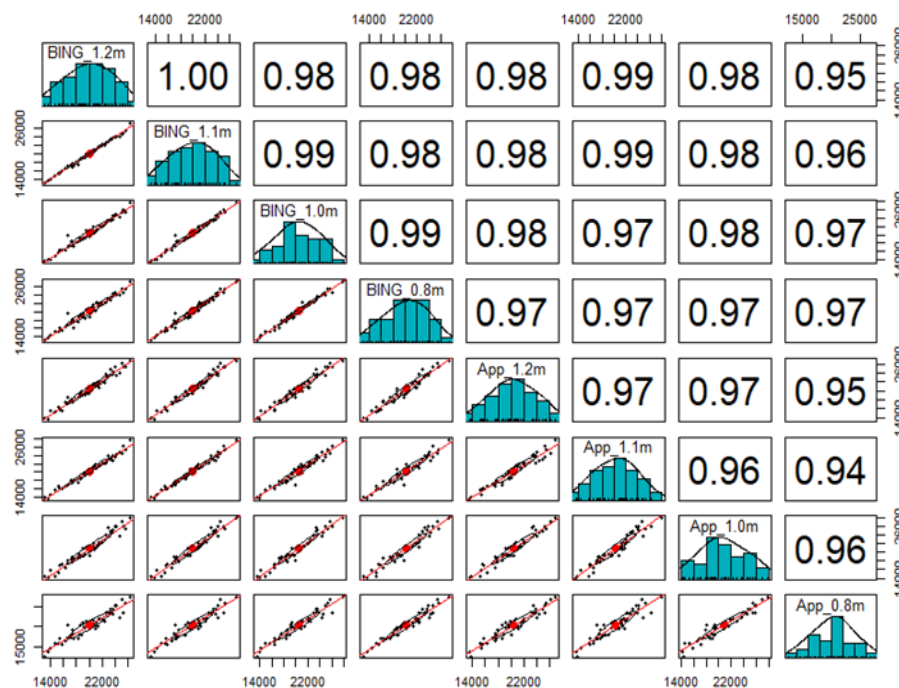 14000 22000 14000 22000 14000 22000 15000 25000
BING_1.2m 1.00 0.98 0.98 0.98 0.99 0.98 0.95 14000 26000
14000 26000 BING_1.1m 0.99 0.98 0.98 0.99 0.98 0.96
BING_1.0m 0.99 0.98 0.97 0.98 0.97 14000 26000
14000 26000 BING_0.8m 0.97 0.97 0.97 0.97
App_1.2m 0.97 0.97 0.95 14000 26000
14000 26000 App_1.1m 0.96 0.94
App_1.0m 0.96 14000 26000
15000 App_0.8m
14000 22000 14000 22000 14000 22000 14000 22000